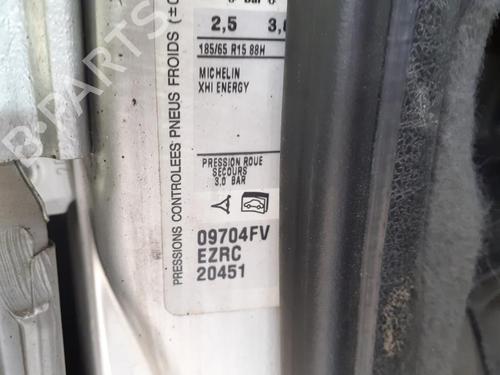 2,5
185/65 R15 88H
MICHELIN
XHI ENERGY
PRESSION ROUE
SECOURS
3,0 BAR
09704FV
EZRC
20451
PRESSIONS CONTROLEES PNEUS FROIDS
B-PARTS